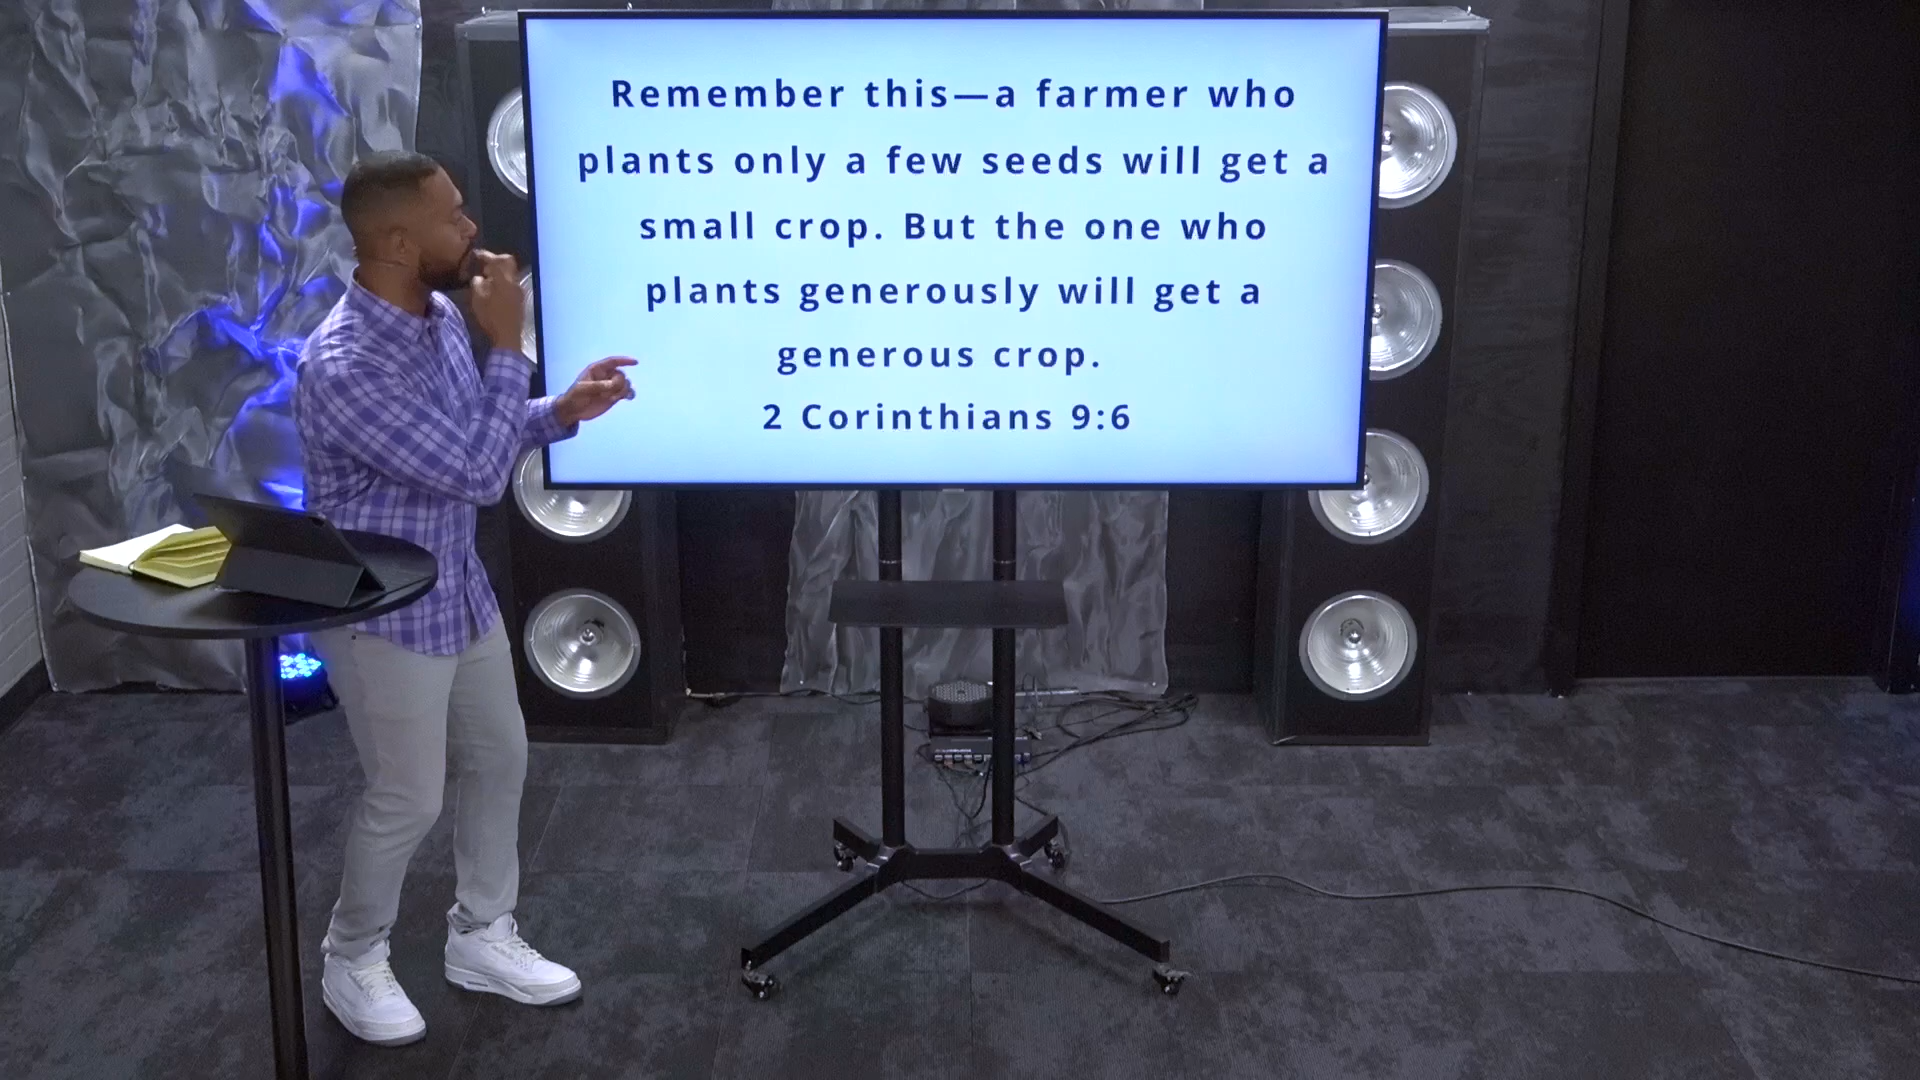 Remember this—a farmer who
plants only a few seeds will get a
small crop. But the one who
plants generously will get a
generous crop.
2 Corinthians 9:6